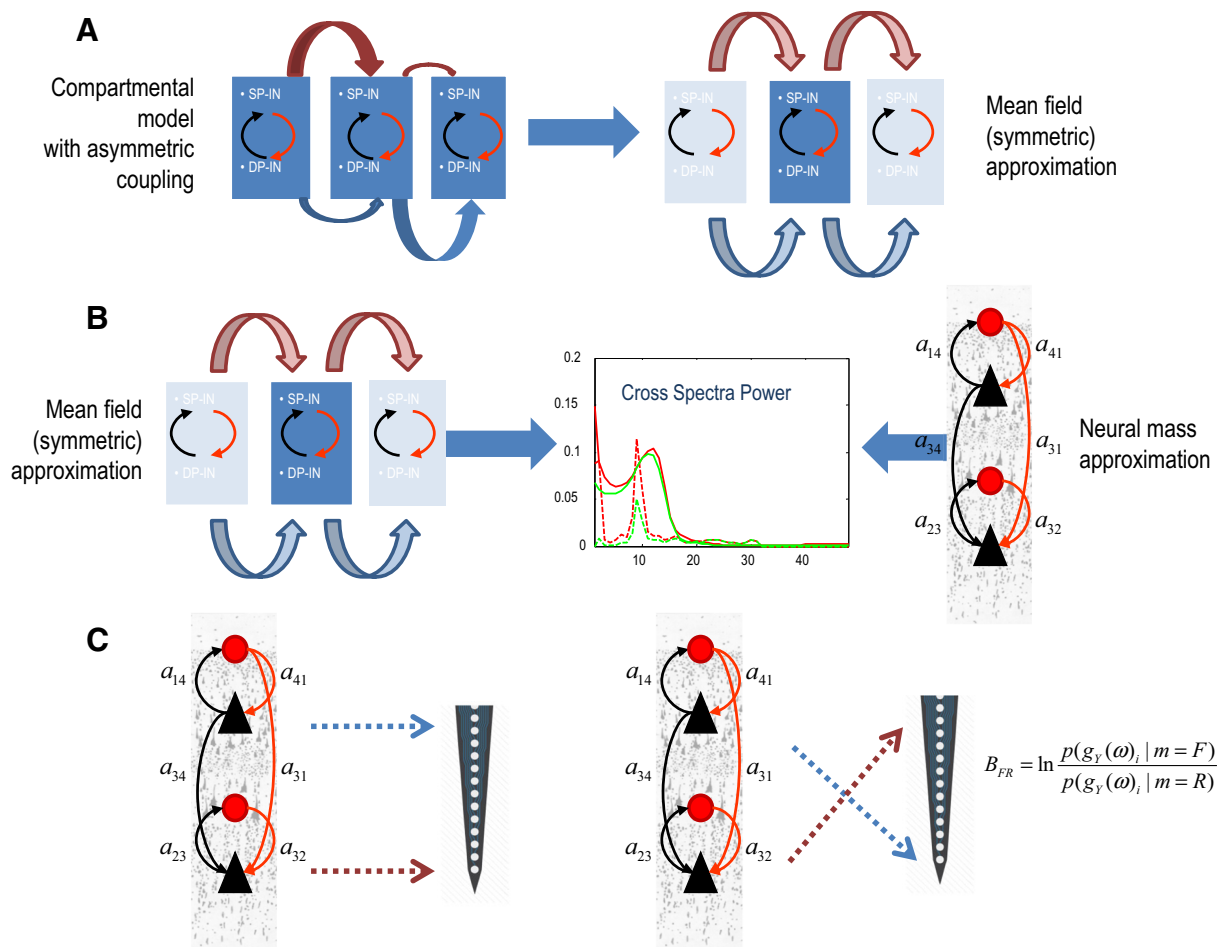 A
Compartmental
model
with asymmetric
coupling
• SP-IN
• DP-IN
• SP-IN
• DP-IN
• SP-IN
• DP-IN
• SP-IN
• DP-IN
• SP-IN
• DP-IN
• SP-IN
• DP-IN
Mean field
(symmetric)
approximation
B
Mean field
(symmetric)
approximation
• SP-IN
• DP-IN
• SP-IN
• DP-IN
• SP-IN
• DP-IN
Cross Spectra Power
0.2
0.15
0.1
0.05
0
10
20
30
40
a14
a41
a34
a31
a23
a32
Neural mass
approximation
C
a14
a41
a34
a31
a23
a32
a14
a41
a34
a31
a23
a32
B_FR = ln p(g_Y(ω)_i | m = F) / p(g_Y(ω)_i | m = R)